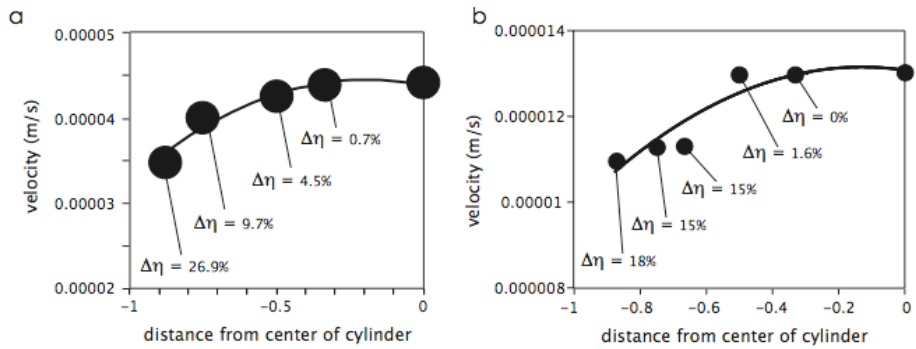 a
0.00005
0.00004
0.00003
0.00002
velocity (m/s)
Δη = 0.7%
Δη = 4.5%
Δη = 9.7%
Δη = 26.9%
-1
-0.5
0
distance from center of cylinder
b
0.000014
0.000012
0.00001
0.000008
velocity (m/s)
Δη = 0%
Δη = 1.6%
Δη = 15%
Δη = 15%
Δη = 18%
-1
-0.8
-0.6
-0.4
-0.2
0
distance from center of cylinder